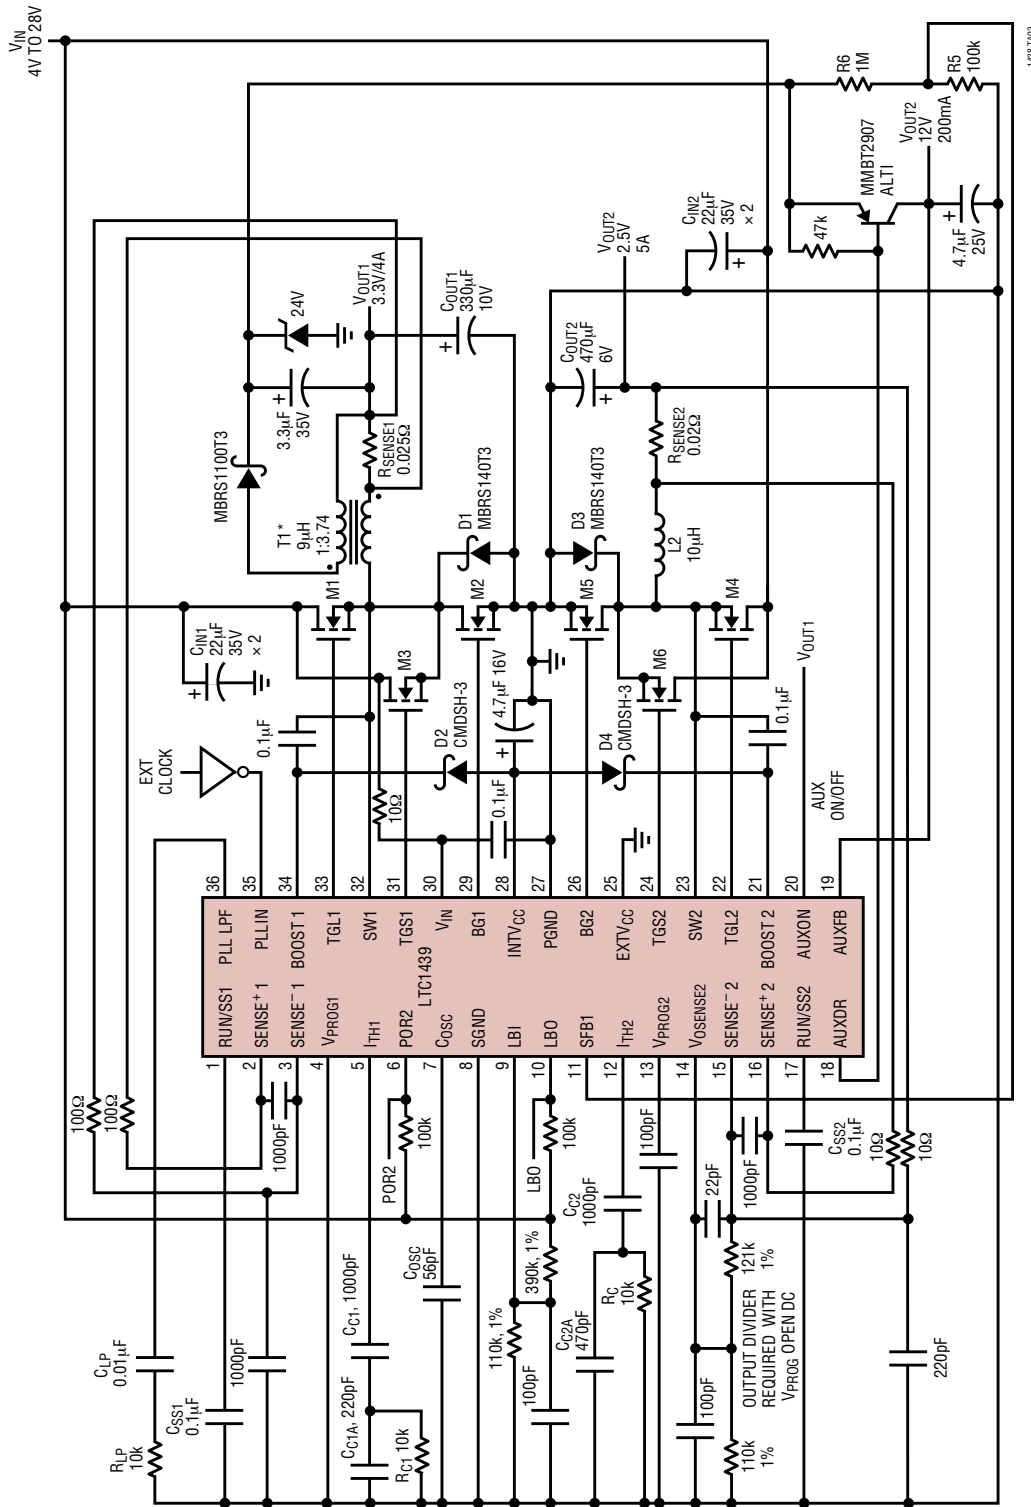 VIN
4V TO 28V
R6
1M
R5
100k
MMBT2907
ALTI
VOUT2
12V
200mA
47k
4.7µF
25V
CIN2
22µF
35V
× 2
VOUT2
2.5V
5A
24V
VOUT1
3.3V/4A
COUT1
330µF
10V
3.3µF
35V
MBRS1100T3
RSENSE1
0.025Ω
COUT2
470µF
6V
RSENSE2
0.02Ω
T1*
9µH
1:3.74
D1
MBRS140T3
D3
MBRS140T3
L2
10µH
M1
M2
M5
M4
M3
M6
CIN1
22µF
35V
× 2
4.7µF 16V
0.1µF
D2
CMDSH-3
D4
CMDSH-3
0.1µF
VOUT1
EXT
CLOCK
10Ω
0.1µF
AUX
ON/OFF
36
35
34
33
32
31
30
29
28
27
26
25
24
23
22
21
20
19
PLL LPF
PLLIN
BOOST 1
TGL1
SW1
TGS1
VIN
BG1
INTVCC
PGND
BG2
EXTVCC
TGS2
SW2
TGL2
BOOST 2
AUXON
AUXFB
LTC1439
RUN/SS1
SENSE+ 1
SENSE– 1
VPROG1
ITH1
POR2
COSC
SGND
LBI
LBO
SFB1
ITH2
VPROG2
VOSENSE2
SENSE– 2
SENSE+ 2
RUN/SS2
AUXDR
1
2
3
4
5
6
7
8
9
10
11
12
13
14
15
16
17
18
100Ω
100Ω
1000pF
POR2
100k
LBO
100k
100pF
22pF
1000pF
CSS2
0.1µF
10Ω
10Ω
CC2
1000pF
COSC
56pF
390k, 1%
RC
10k
121k
1%
CLP
0.01µF
CSS1
0.1µF
1000pF
CC1, 1000pF
110k, 1%
CC2A
470pF
100pF
OUTPUT DIVIDER
REQUIRED WITH
VPROG OPEN DC
RLP
10k
CC1A, 220pF
RC1 10k
100pF
110k
1%
220pF